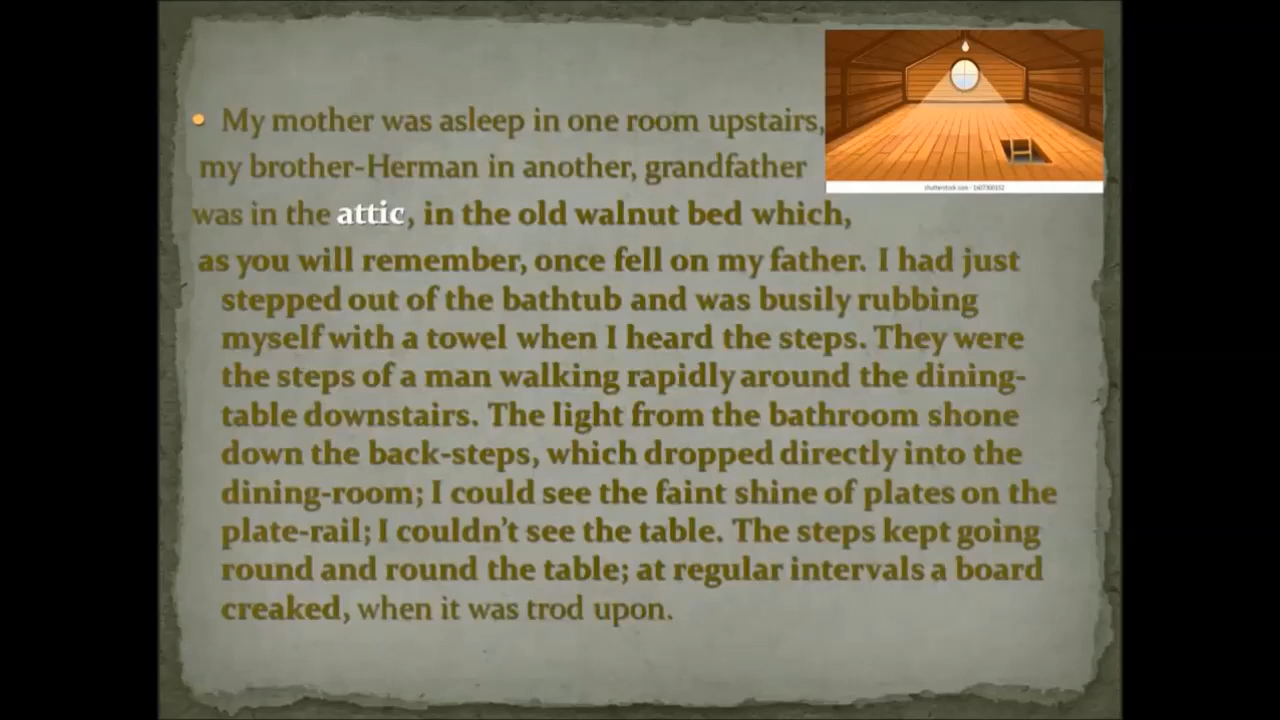 • My mother was asleep in one room upstairs,
my brother-Herman in another, grandfather
was in the attic, in the old walnut bed which,
as you will remember, once fell on my father. I had just
stepped out of the bathtub and was busily rubbing
myself with a towel when I heard the steps. They were
the steps of a man walking rapidly around the dining-
table downstairs. The light from the bathroom shone
down the back-steps, which dropped directly into the
dining-room; I could see the faint shine of plates on the
plate-rail; I couldn't see the table. The steps kept going
round and round the table; at regular intervals a board
creaked, when it was trod upon.